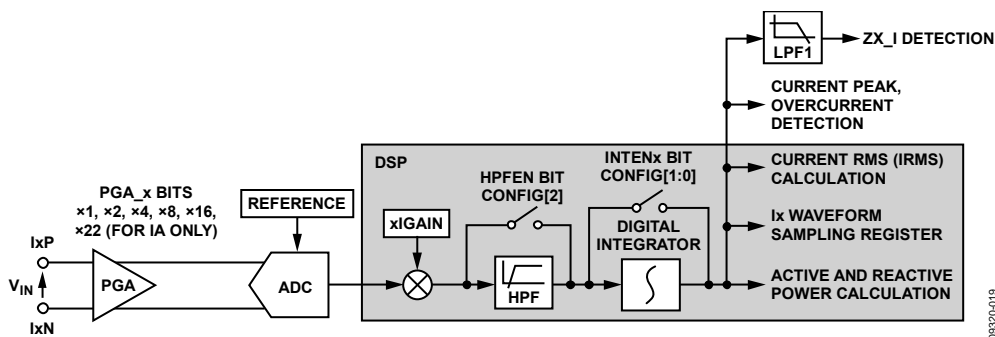 LPF1
ZX_I DETECTION
CURRENT PEAK,
OVERCURRENT
DETECTION
DSP
PGA_x BITS
×1, ×2, ×4, ×8, ×16,
×22 (FOR IA ONLY)
REFERENCE
HPFEN BIT
CONFIG[2]
INTENx BIT
CONFIG[1:0]
CURRENT RMS (IRMS)
CALCULATION
xIGAIN
DIGITAL
INTEGRATOR
Ix WAVEFORM
SAMPLING REGISTER
IxP
VIN
PGA
ADC
HPF
ACTIVE AND REACTIVE
POWER CALCULATION
IxN
09320-019